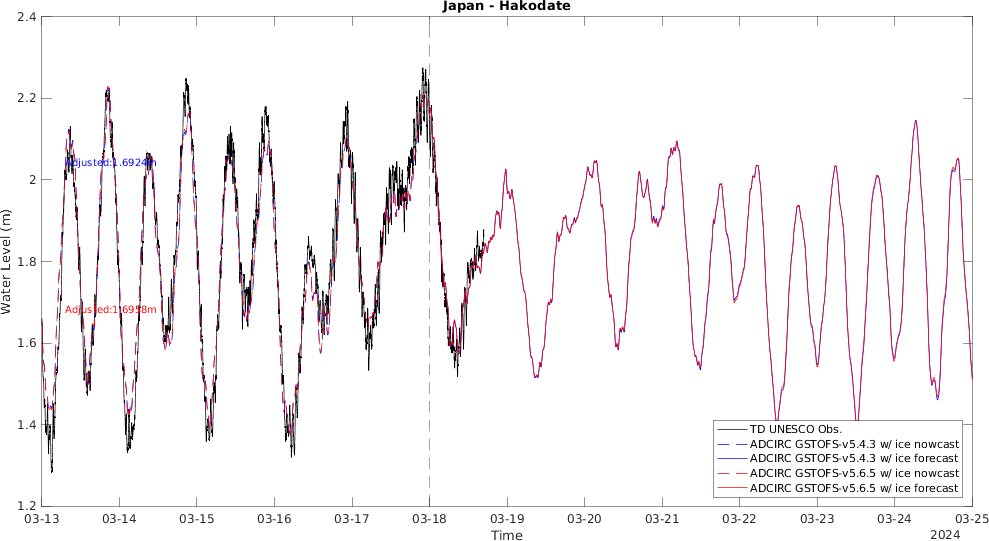 Japan - Hakodate
Water Level (m)
2.4
2.2
2
1.8
1.6
1.4
1.2
Adjusted:1.6924m
Adjusted:1.6958m
TD UNESCO Obs.
ADCIRC GSTOFS-v5.4.3 w/ ice nowcast
ADCIRC GSTOFS-v5.4.3 w/ ice forecast
ADCIRC GSTOFS-v5.6.5 w/ ice nowcast
ADCIRC GSTOFS-v5.6.5 w/ ice forecast
03-13 03-14 03-15 03-16 03-17 03-18 03-19 03-20 03-21 03-22 03-23 03-24 03-25
Time
2024